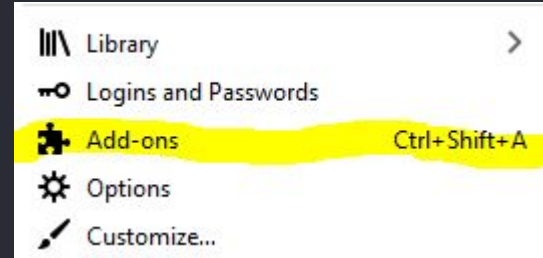 Library
Logins and Passwords
Add-ons Ctrl+Shift+A
Options
Customize...